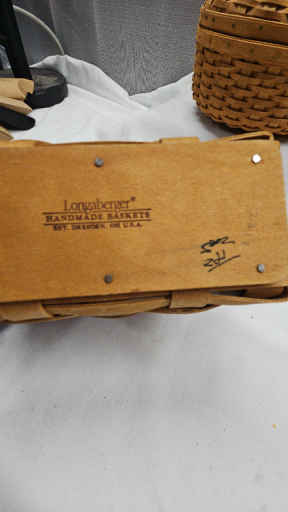 Longaberger®
HANDMADE BASKETS
EST. DRESDEN, OH U.S.A.